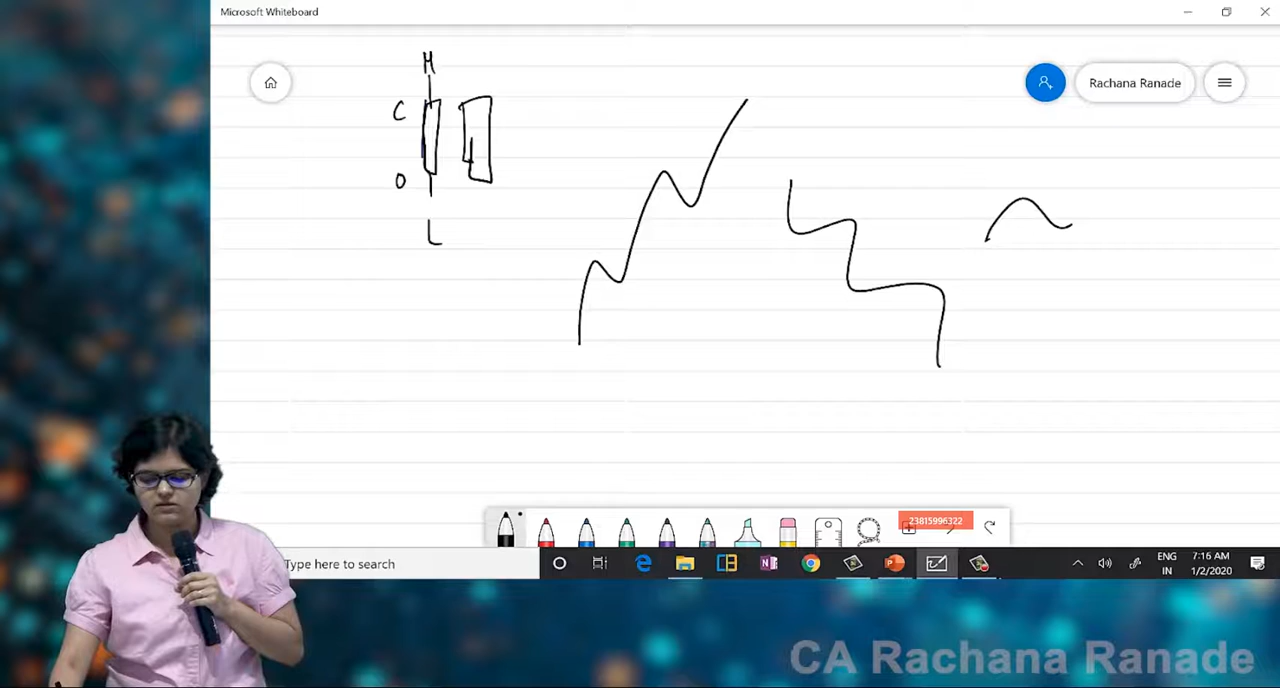 Microsoft Whiteboard
Rachana Ranade
H
C
O
L
23815996322
Type here to search
ENG
IN
7:16 AM
1/2/2020
CA Rachana Ranade